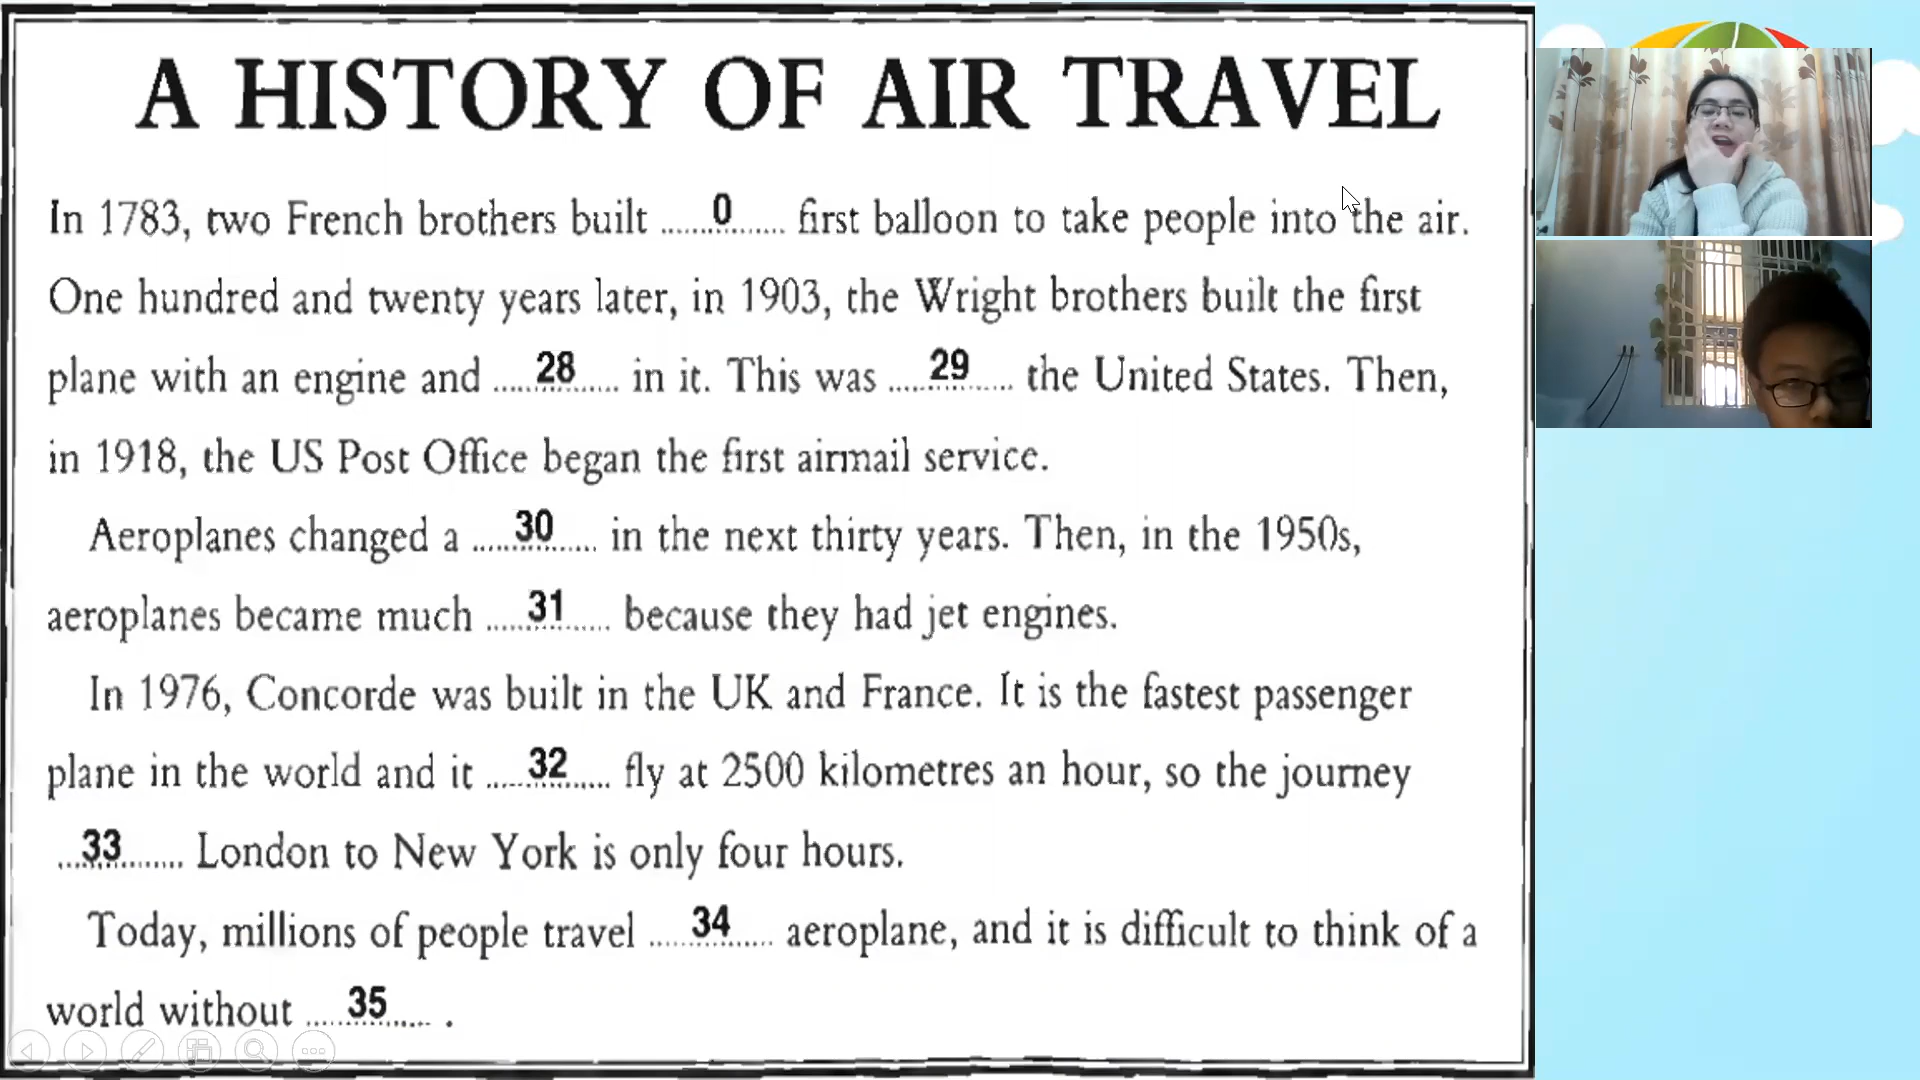 A HISTORY OF AIR TRAVEL
In 1783, two French brothers built ......0...... first balloon to take people into the air.
One hundred and twenty years later, in 1903, the Wright brothers built the first
plane with an engine and ......28...... in it. This was ......29...... the United States. Then,
in 1918, the US Post Office began the first airmail service.
Aeroplanes changed a ......30...... in the next thirty years. Then, in the 1950s,
aeroplanes became much ......31...... because they had jet engines.
In 1976, Concorde was built in the UK and France. It is the fastest passenger
plane in the world and it ......32...... fly at 2500 kilometres an hour, so the journey
......33...... London to New York is only four hours.
Today, millions of people travel ......34...... aeroplane, and it is difficult to think of a
world without ......35...... .